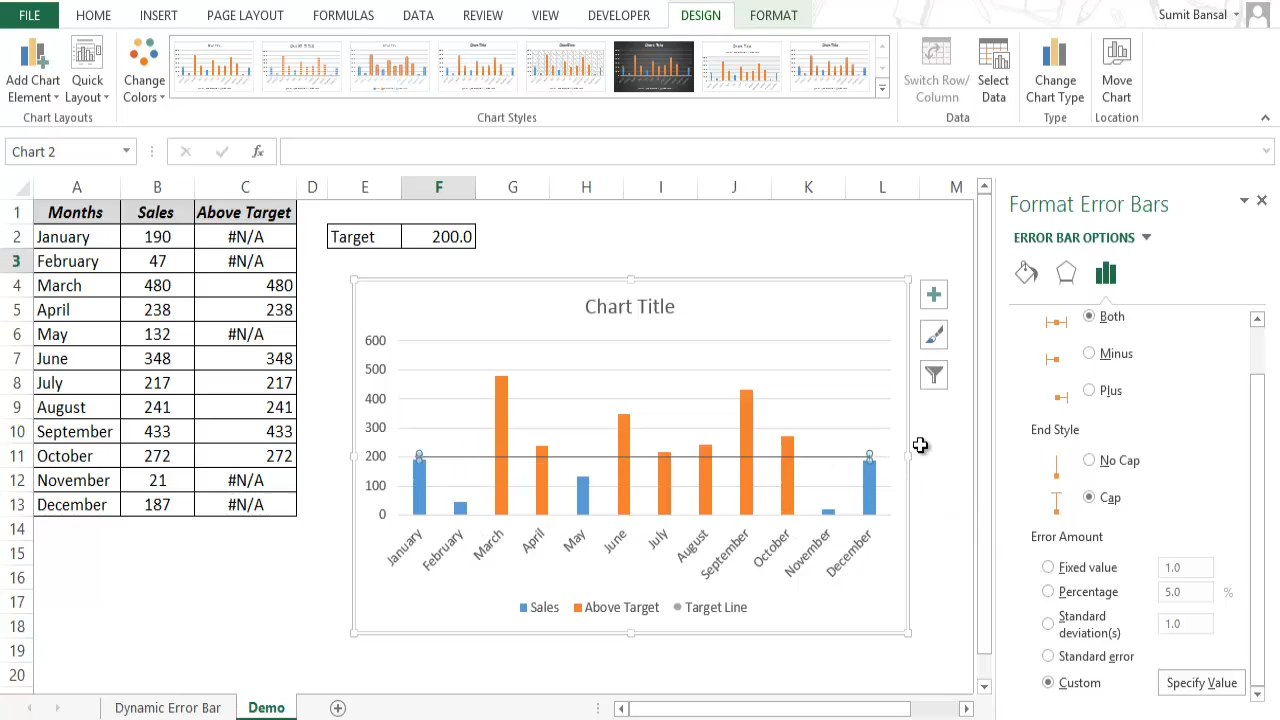 FILE HOME INSERT PAGE LAYOUT FORMULAS DATA REVIEW VIEW DEVELOPER DESIGN FORMAT Sumit Bansal
Add Chart Element Quick Layout Change Colors Switch Row/ Column Select Data Change Chart Type Move Chart
Chart Layouts Chart Styles Data Type Location
Chart 2 fx
A B C D E F G H I J K L M
1 Months Sales Above Target
2 January 190 #N/A Target 200.0
3 February 47 #N/A
4 March 480 480
5 April 238 238
6 May 132 #N/A
7 June 348 348
8 July 217 217
9 August 241 241
10 September 433 433
11 October 272 272
12 November 21 #N/A
13 December 187 #N/A
14
15
16
17
18
19
20
Chart Title
600
500
400
300
200
100
0
January February March April May June July August September October November December
Sales Above Target Target Line
Format Error Bars
ERROR BAR OPTIONS
Both
Minus
Plus
End Style
No Cap
Cap
Error Amount
Fixed value 1.0
Percentage 5.0 %
Standard deviation(s) 1.0
Standard error
Custom Specify Value
Dynamic Error Bar Demo